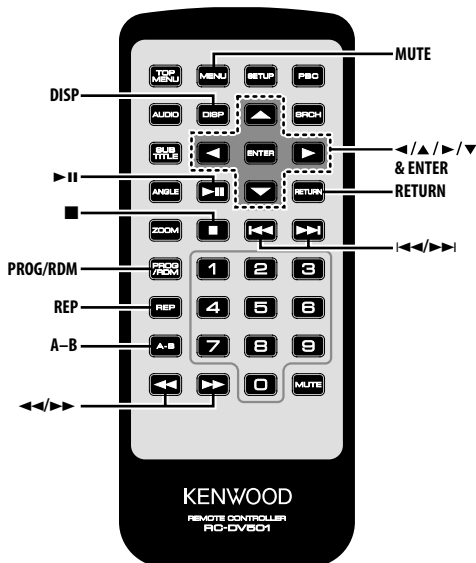 MUTE
TOP MENU
MENU
SETUP
PBC
DISP
AUDIO
DISP
SRCH
SUB TITLE
ENTER
◄/▲/►/▼
& ENTER
►II
ANGLE
►II
RETURN
RETURN
■
ZOOM
■
I◄◄
►►I
I◄◄/►►I
PROG/RDM
PROG /RDM
1
2
3
REP
REP
4
5
6
A–B
A-B
7
8
9
◄◄/►►
◄◄
►►
0
MUTE
KENWOOD
REMOTE CONTROLLER
RC-DV501